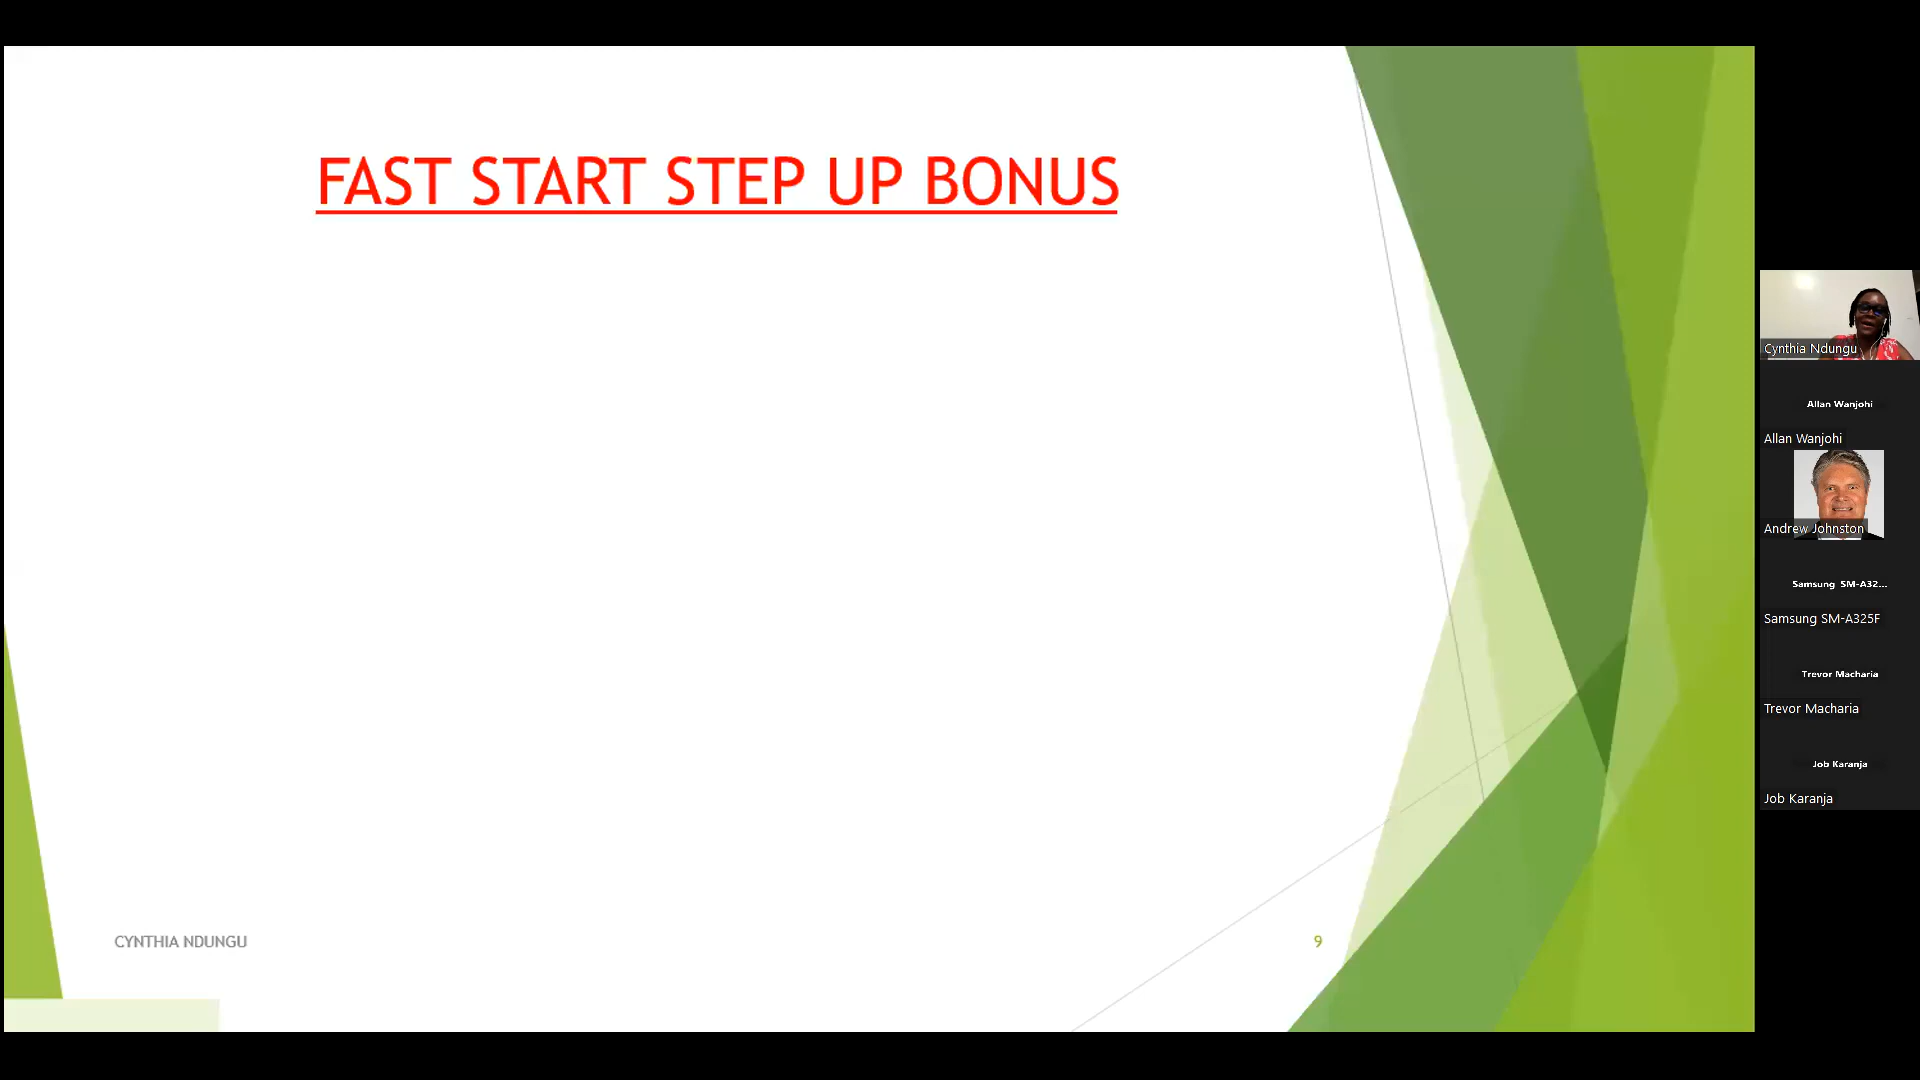 FAST START STEP UP BONUS
CYNTHIA NDUNGU
9
Cynthia Ndungu
Allan Wanjohi
Allan Wanjohi
Andrew Johnston
Samsung SM-A32...
Samsung SM-A325F
Trevor Macharia
Trevor Macharia
Job Karanja
Job Karanja